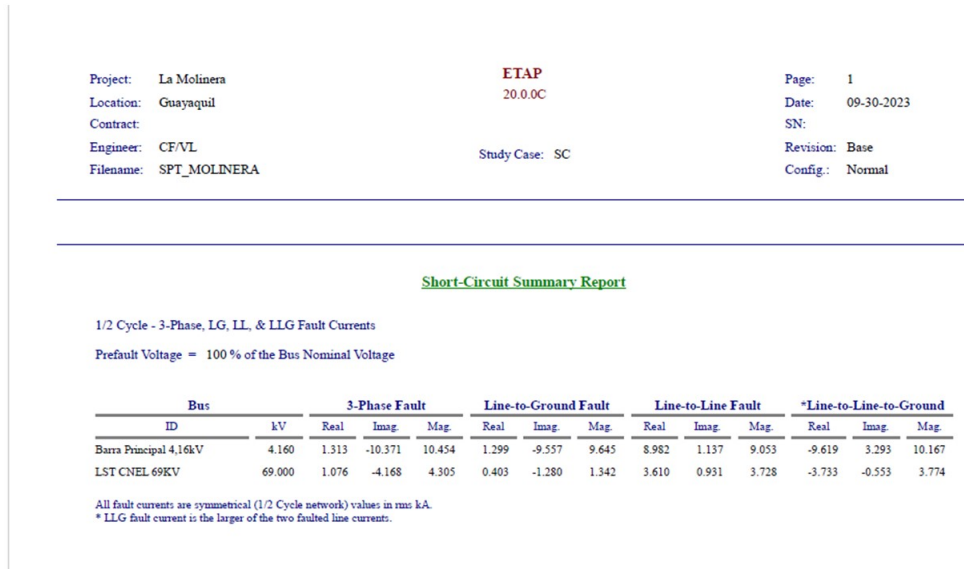 Project: La Molinera ETAP Page: 1
Location: Guayaquil 20.0.0C Date: 09-30-2023
Contract: SN:
Engineer: CF/VL Study Case: SC Revision: Base
Filename: SPT_MOLINERA Config.: Normal
Short-Circuit Summary Report
1/2 Cycle - 3-Phase, LG, LL, & LLG Fault Currents
Prefault Voltage = 100 % of the Bus Nominal Voltage
Bus 3-Phase Fault Line-to-Ground Fault Line-to-Line Fault *Line-to-Line-to-Ground
ID kV Real Imag. Mag. Real Imag. Mag. Real Imag. Mag. Real Imag. Mag.
Barra Principal 4,16kV 4.160 1.313 -10.371 10.454 1.299 -9.557 9.645 8.982 1.137 9.053 -9.619 3.293 10.167
LST CNEL 69KV 69.000 1.076 -4.168 4.305 0.403 -1.280 1.342 3.610 0.931 3.728 -3.733 -0.553 3.774
All fault currents are symmetrical (1/2 Cycle network) values in rms kA.
* LLG fault current is the larger of the two faulted line currents.